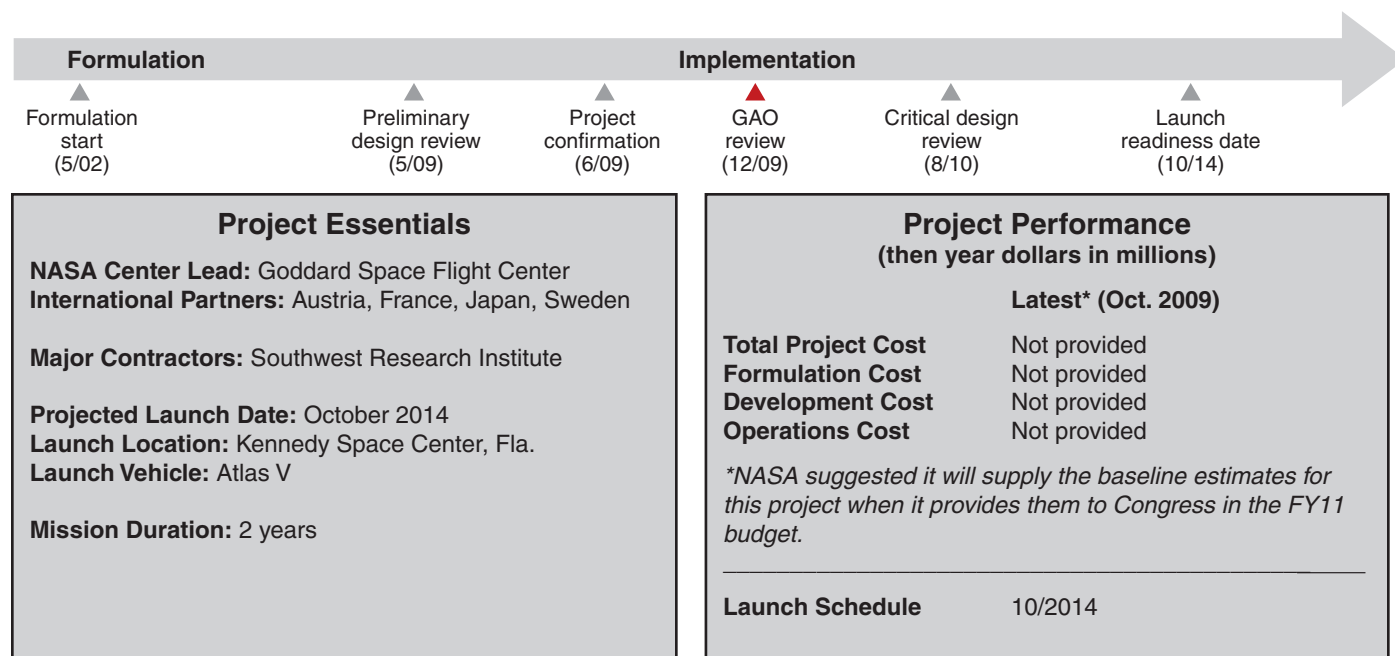 Formulation
Implementation
Formulation
start
(5/02)
Preliminary
design review
(5/09)
Project
confirmation
(6/09)
GAO
review
(12/09)
Critical design
review
(8/10)
Launch
readiness date
(10/14)
Project Essentials
NASA Center Lead: Goddard Space Flight Center
International Partners: Austria, France, Japan, Sweden
Major Contractors: Southwest Research Institute
Projected Launch Date: October 2014
Launch Location: Kennedy Space Center, Fla.
Launch Vehicle: Atlas V
Mission Duration: 2 years
Project Performance
(then year dollars in millions)
Latest* (Oct. 2009)
Total Project Cost Not provided
Formulation Cost Not provided
Development Cost Not provided
Operations Cost Not provided
*NASA suggested it will supply the baseline estimates for
this project when it provides them to Congress in the FY11
budget.
Launch Schedule 10/2014